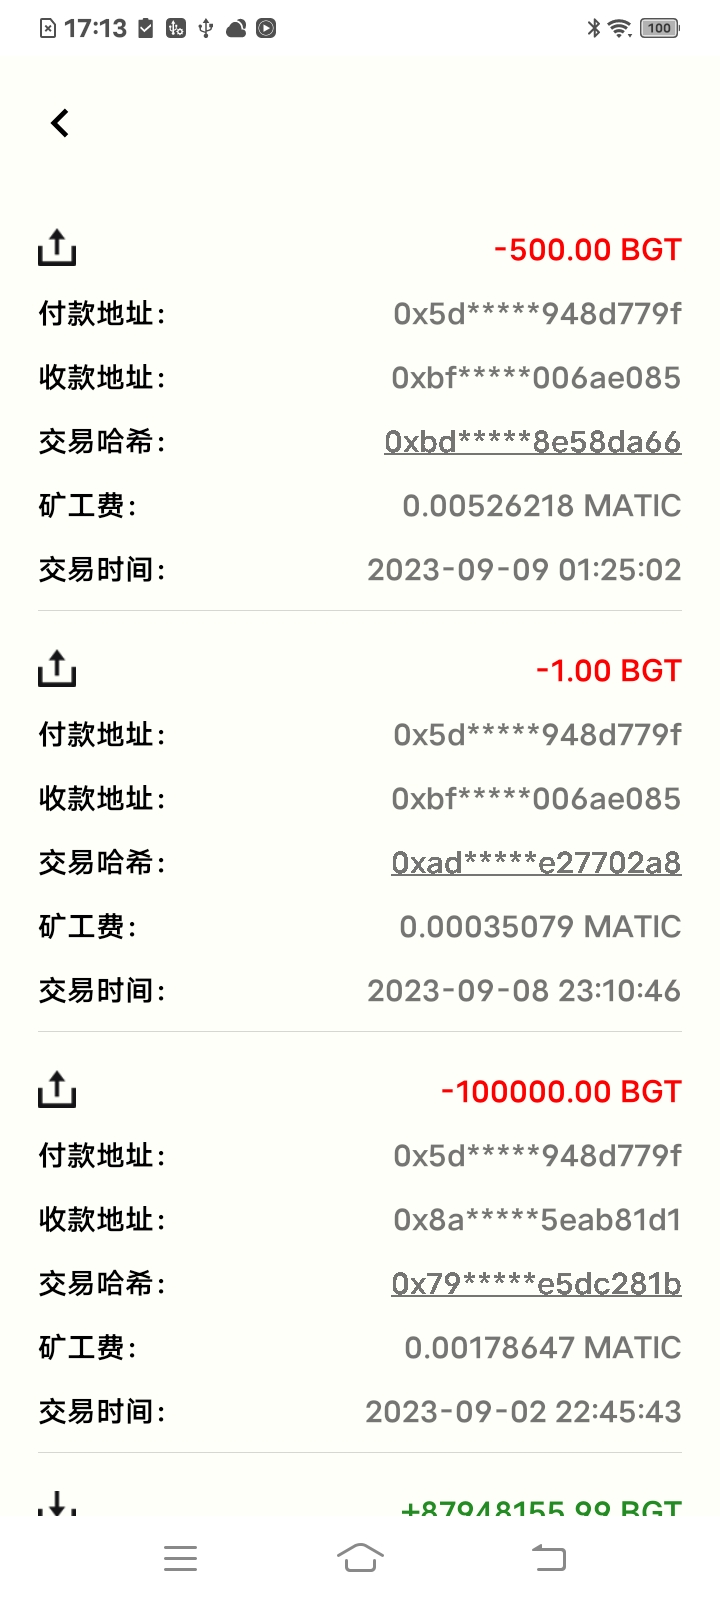 17:13
100
-500.00 BGT
付款地址: 0x5d*****948d779f
收款地址: 0xbf*****006ae085
交易哈希: 0xbd*****8e58da66
矿工费: 0.00526218 MATIC
交易时间: 2023-09-09 01:25:02
-1.00 BGT
付款地址: 0x5d*****948d779f
收款地址: 0xbf*****006ae085
交易哈希: 0xad*****e27702a8
矿工费: 0.00035079 MATIC
交易时间: 2023-09-08 23:10:46
-100000.00 BGT
付款地址: 0x5d*****948d779f
收款地址: 0x8a*****5eab81d1
交易哈希: 0x79*****e5dc281b
矿工费: 0.00178647 MATIC
交易时间: 2023-09-02 22:45:43
+87948155.99 BGT